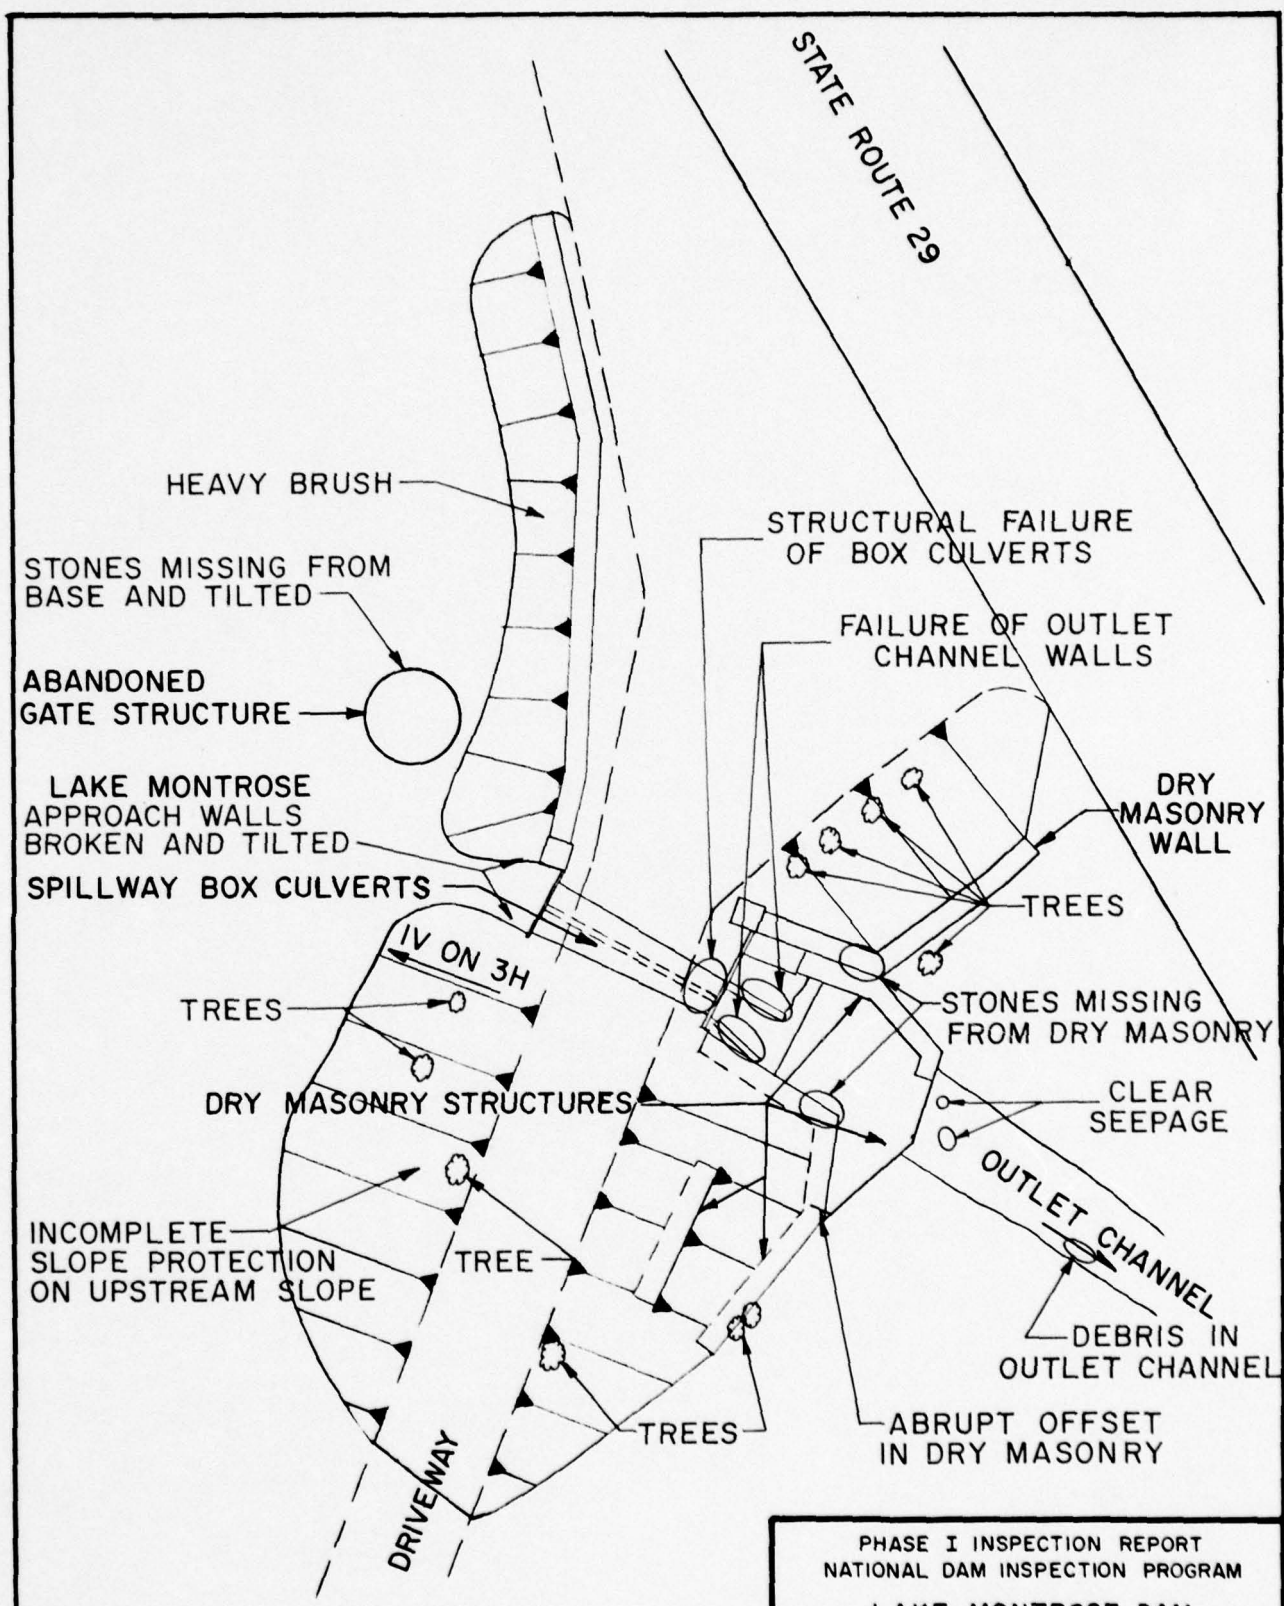 STATE ROUTE 29
HEAVY BRUSH
STRUCTURAL FAILURE
OF BOX CULVERTS
STONES MISSING FROM
BASE AND TILTED
FAILURE OF OUTLET
CHANNEL WALLS
ABANDONED
GATE STRUCTURE
LAKE MONTROSE
APPROACH WALLS
BROKEN AND TILTED
SPILLWAY BOX CULVERTS
DRY
MASONRY
WALL
TREES
1V ON 3H
TREES
STONES MISSING
FROM DRY MASONRY
DRY MASONRY STRUCTURES
CLEAR
SEEPAGE
OUTLET CHANNEL
INCOMPLETE
SLOPE PROTECTION
ON UPSTREAM SLOPE
TREE
DEBRIS IN
OUTLET CHANNEL
TREES
ABRUPT OFFSET
IN DRY MASONRY
DRIVEWAY
PHASE I INSPECTION REPORT
NATIONAL DAM INSPECTION PROGRAM
LAKE MONTROSE DAM